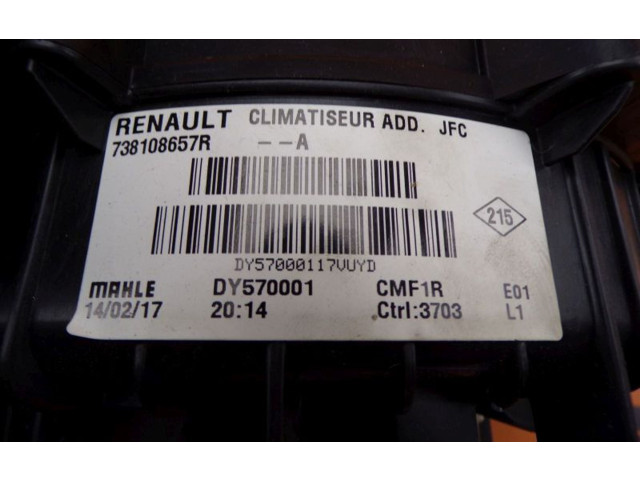 RENAULT CLIMATISEUR ADD. JFC
738108657R --A
215
DY57000117VUYD
MAHLE DY570001 CMF1R E01
14/02/17 20:14 Ctrl:3703 L1